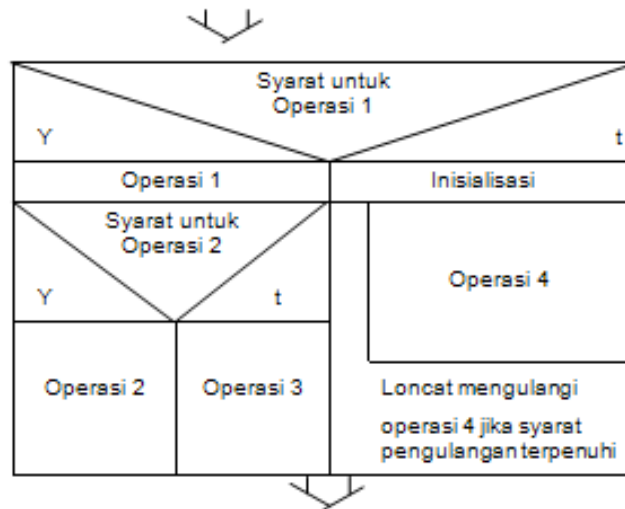 Syarat untuk
Operasi 1
Y
t
Operasi 1
Inisialisasi
Syarat untuk
Operasi 2
Y
t
Operasi 4
Operasi 2
Operasi 3
Loncat mengulangi
operasi 4 jika syarat
pengulangan terpenuhi